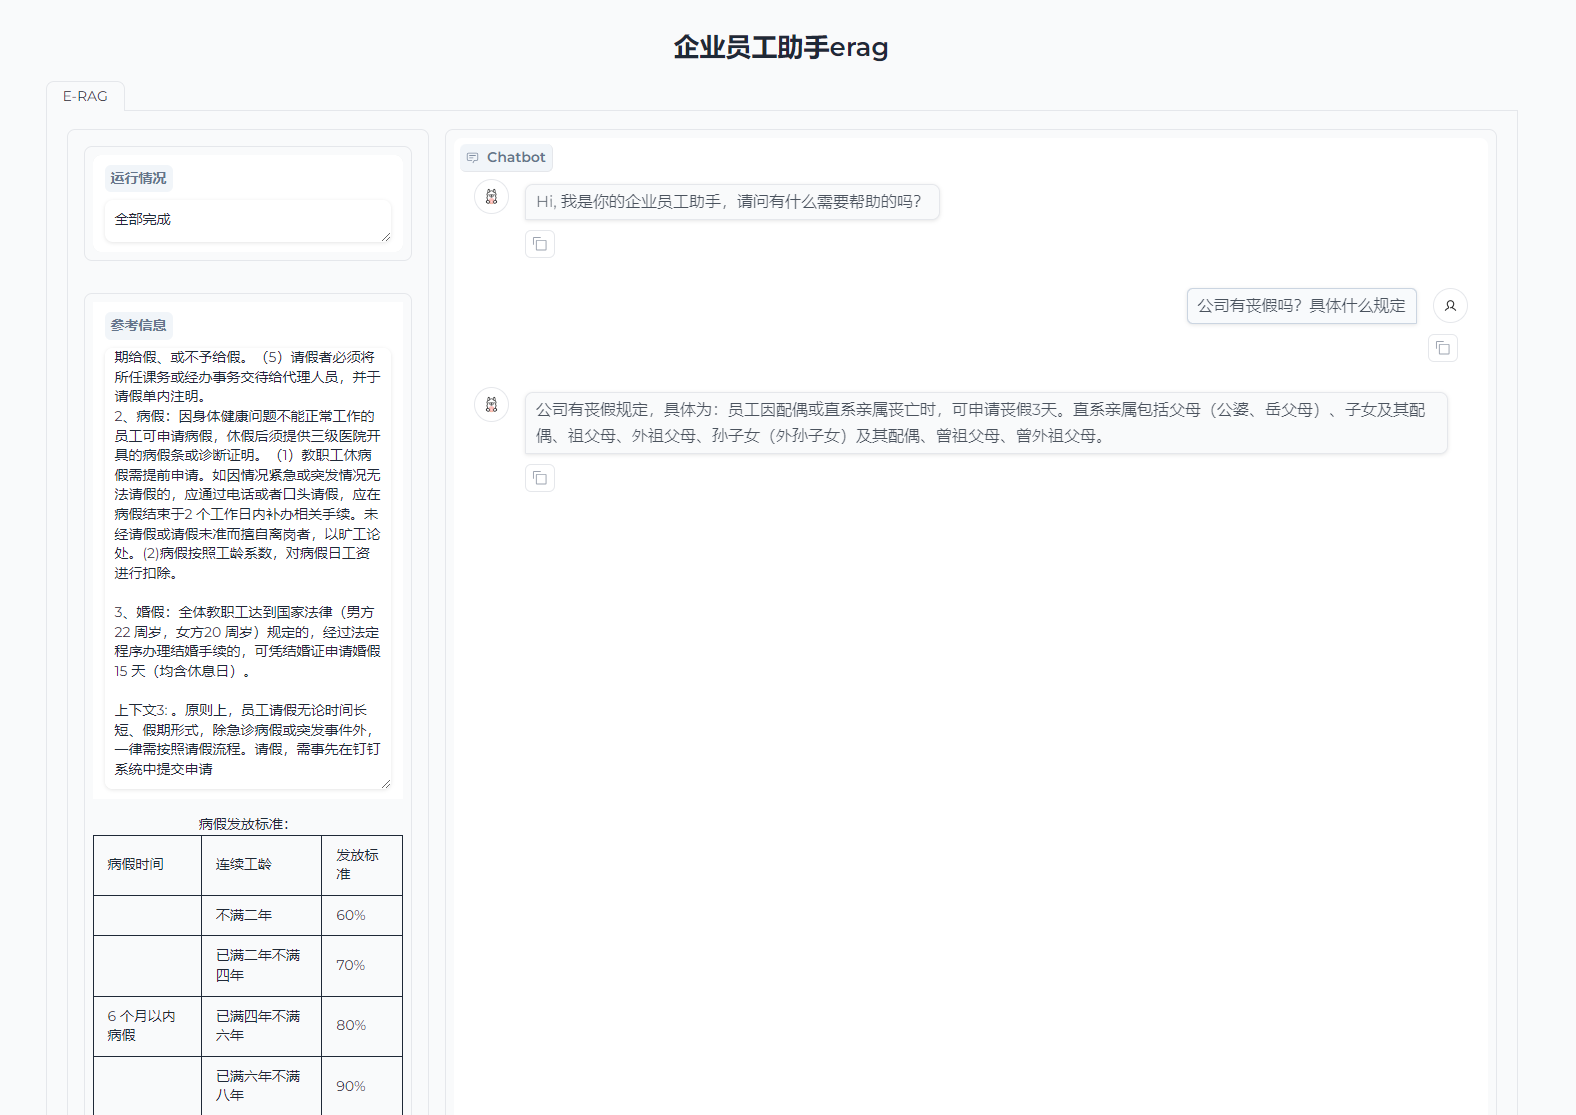 企业员工助手erag
E-RAG
运行情况
全部完成
参考信息
期给假、或不予给假。（5）请假者必须将
所任课务或经办事务交待给代理人员，并于
请假单内注明。
2、病假：因身体健康问题不能正常工作的
员工可申请病假，休假后须提供三级医院开
具的病假条或诊断证明。（1）教职工休病
假需提前申请。如因情况紧急或突发情况无
法请假的，应通过电话或者口头请假，应在
病假结束于2 个工作日内补办相关手续。未
经请假或请假未准而擅自离岗者，以旷工论
处。(2)病假按照工龄系数，对病假日工资
进行扣除。
3、婚假：全体教职工达到国家法律（男方
22 周岁，女方20 周岁）规定的，经过法定
程序办理结婚手续的，可凭结婚证申请婚假
15 天（均含休息日）。
上下文3: 。原则上，员工请假无论时间长
短、假期形式，除急诊病假或突发事件外，
一律需按照请假流程。请假，需事先在钉钉
系统中提交申请
病假发放标准：
病假时间
连续工龄
发放标
准
不满二年
60%
已满二年不满
四年
70%
6 个月以内
病假
已满四年不满
六年
80%
已满六年不满
八年
90%
Chatbot
Hi, 我是你的企业员工助手，请问有什么需要帮助的吗？
公司有丧假吗？具体什么规定
公司有丧假规定，具体为：员工因配偶或直系亲属丧亡时，可申请丧假3天。直系亲属包括父母（公婆、岳父母）、子女及其配
偶、祖父母、外祖父母、孙子女（外孙子女）及其配偶、曾祖父母、曾外祖父母。